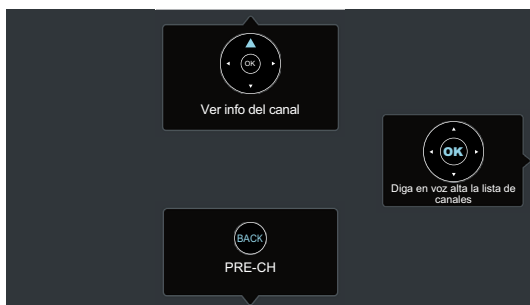 OK
Ver info del canal
OK
Diga en voz alta la lista de
canales
BACK
PRE-CH